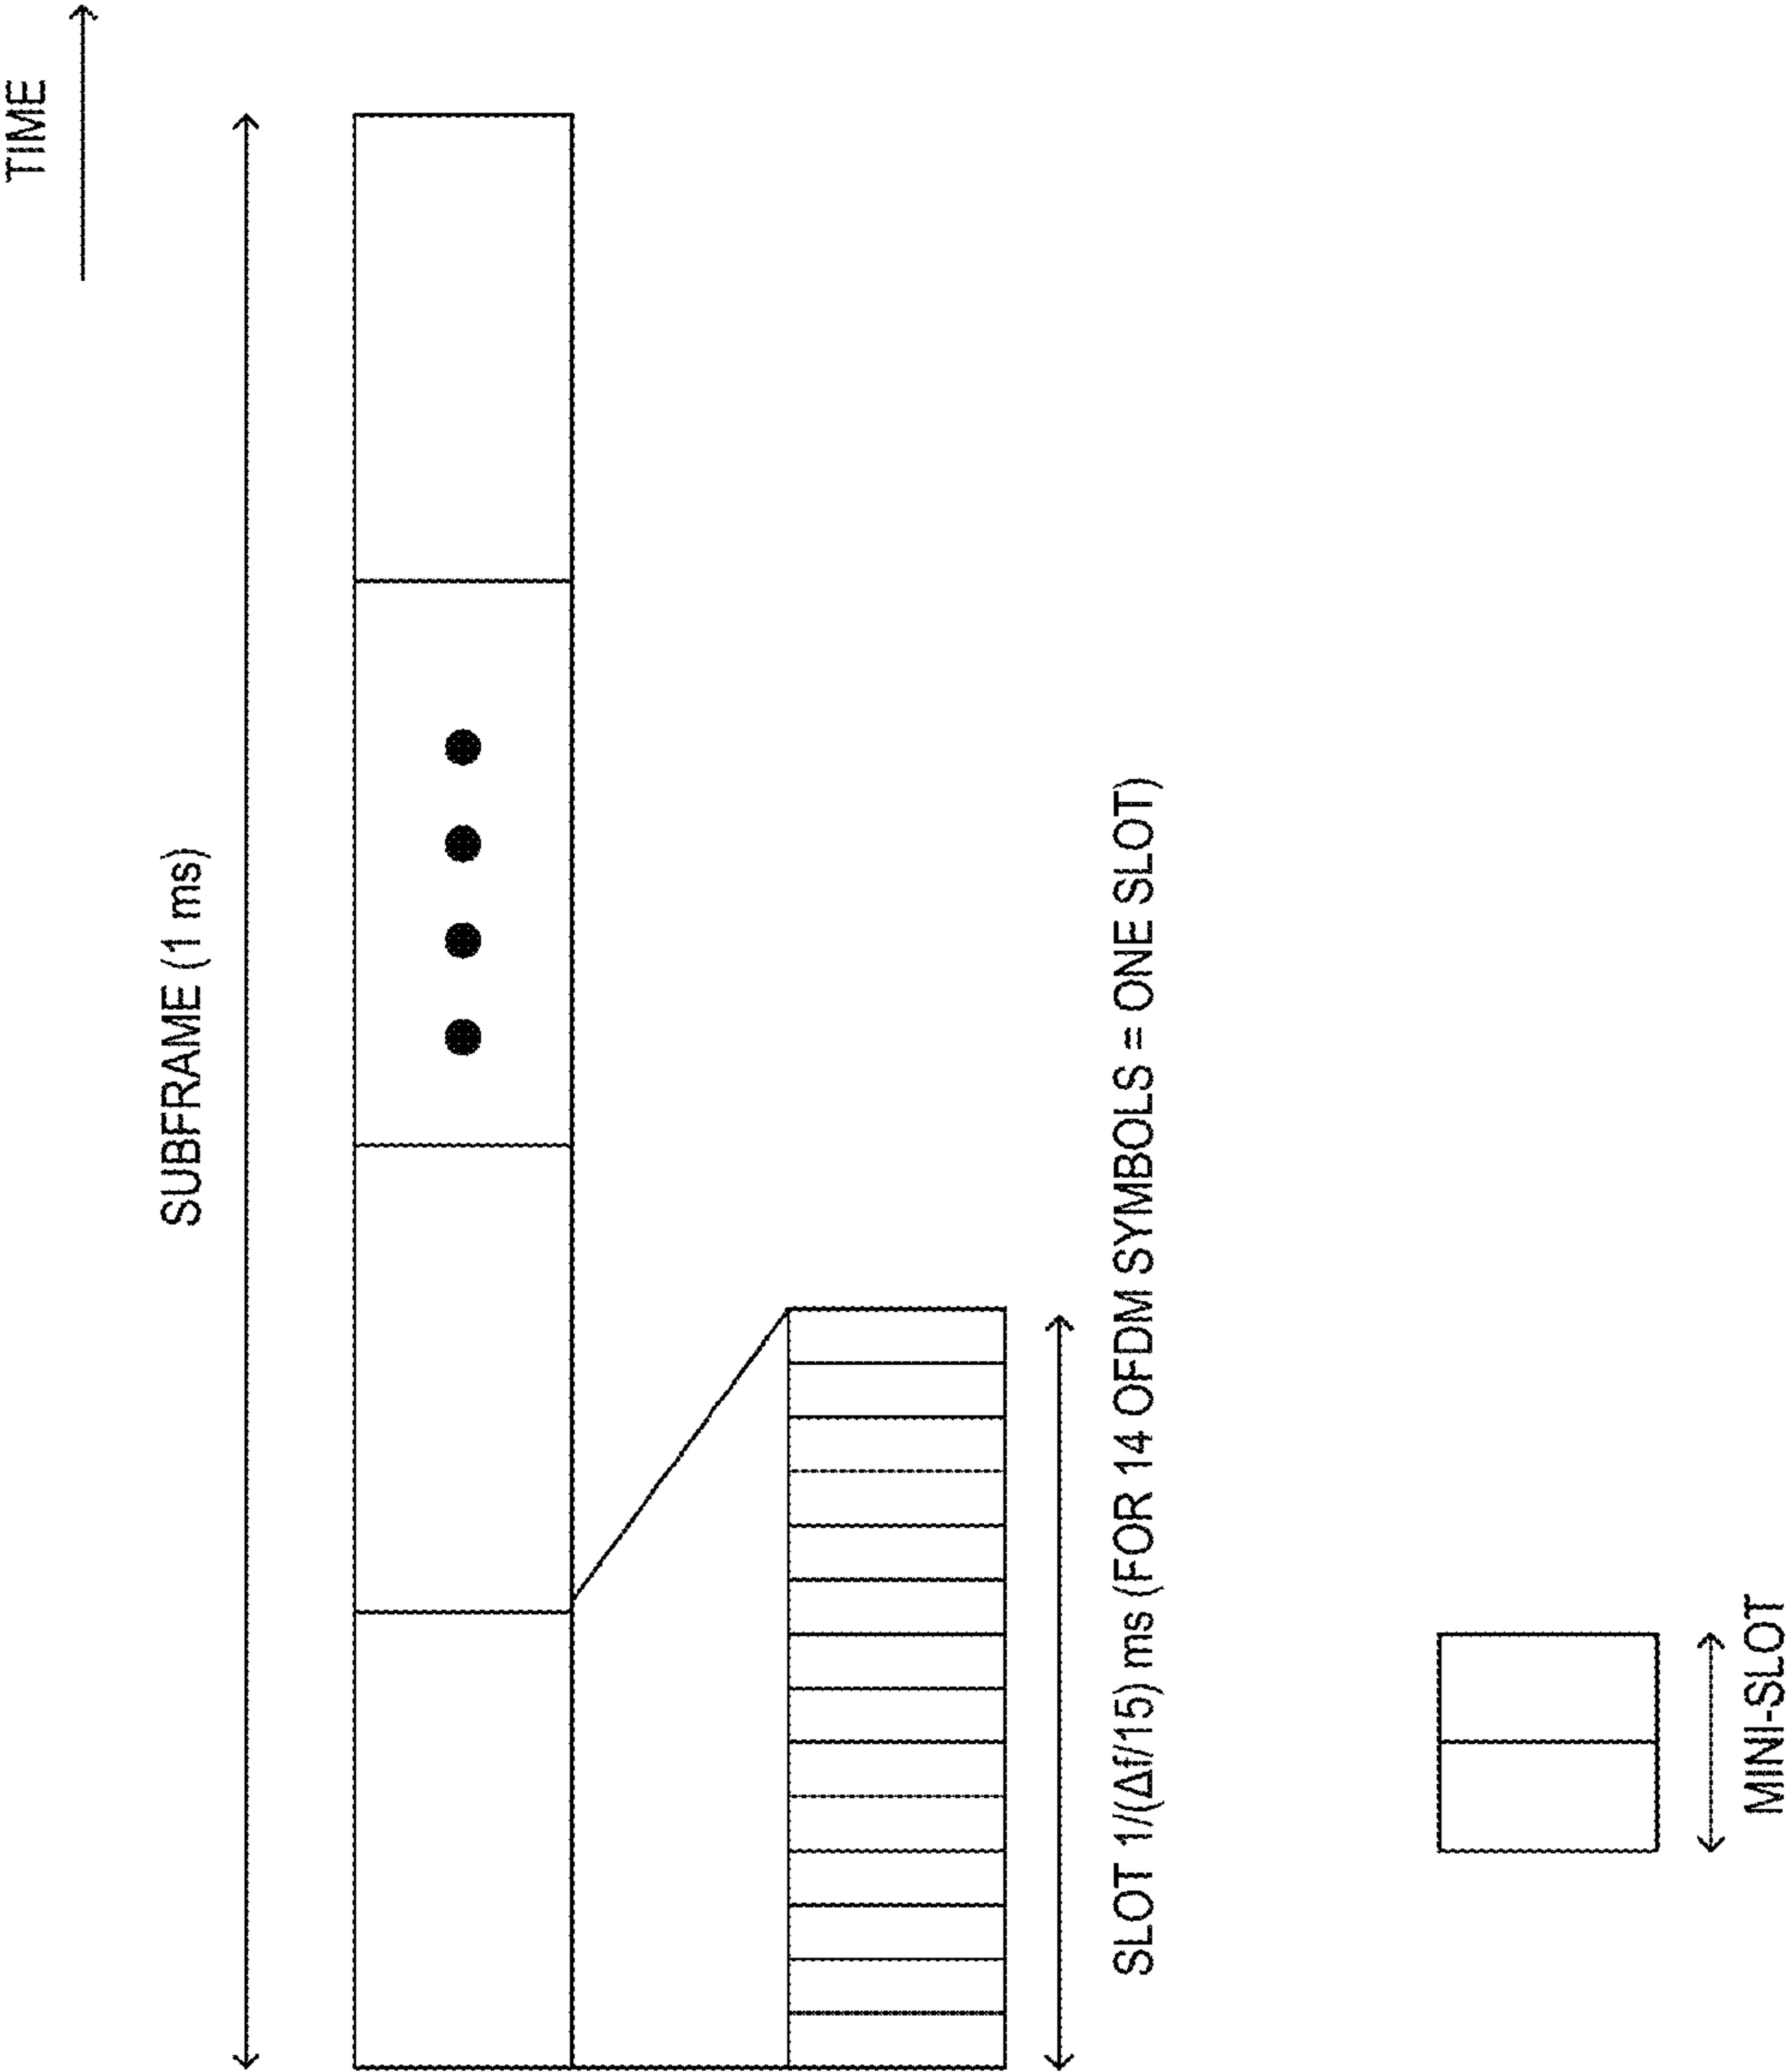 TIME
SUBFRAME (1 ms)
SLOT 1/(Δf/15) ms (FOR 14 OFDM SYMBOLS = ONE SLOT)
MINI-SLOT